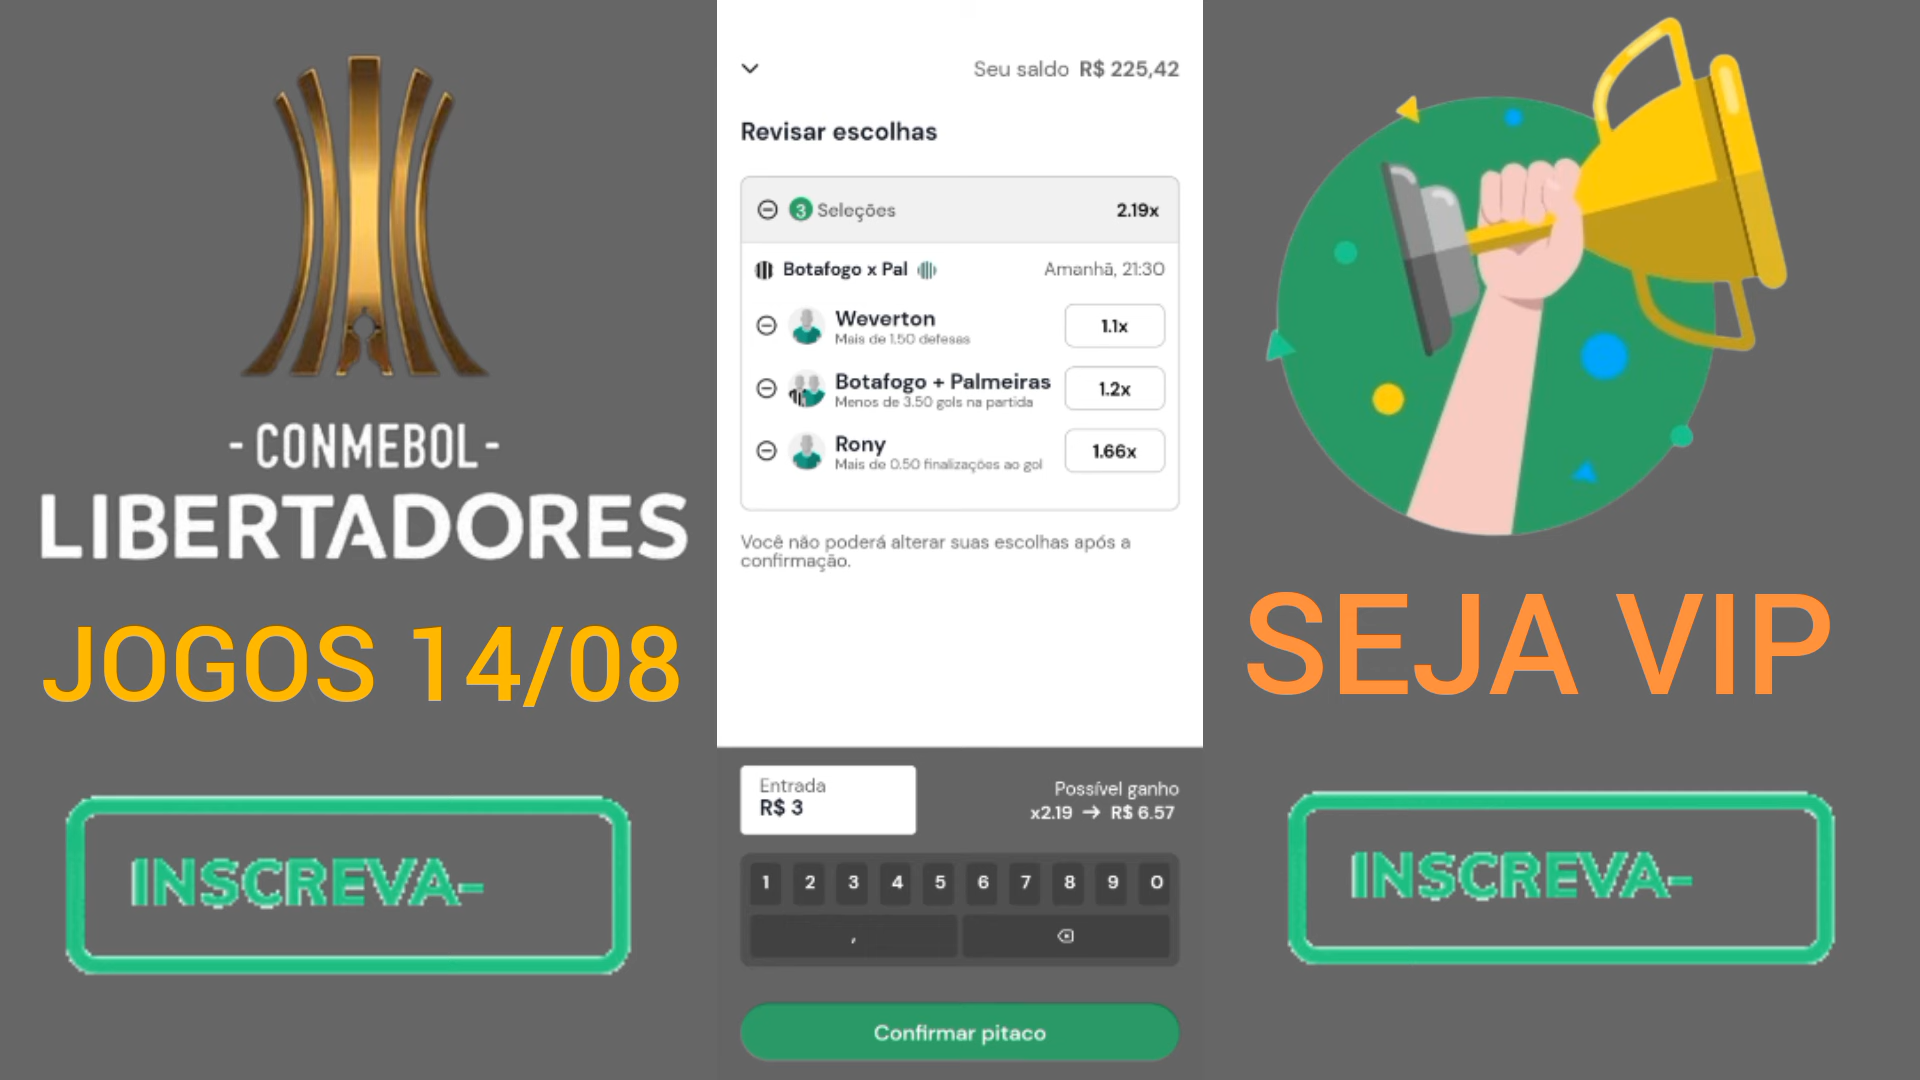 - CONMEBOL -
LIBERTADORES
JOGOS 14/08
INSCREVA-
Seu saldo R$ 225,42
Revisar escolhas
3 Seleções 2.19x
Botafogo x Pal Amanhã, 21:30
Weverton
Mais de 1.50 defesas
1.1x
Botafogo + Palmeiras
Menos de 3.50 gols na partida
1.2x
Rony
Mais de 0.50 finalizações ao gol
1.66x
Você não poderá alterar suas escolhas após a
confirmação.
Entrada
R$ 3
Possível ganho
x2.19 → R$ 6.57
1 2 3 4 5 6 7 8 9 0
,
Confirmar pitaco
SEJA VIP
INSCREVA-